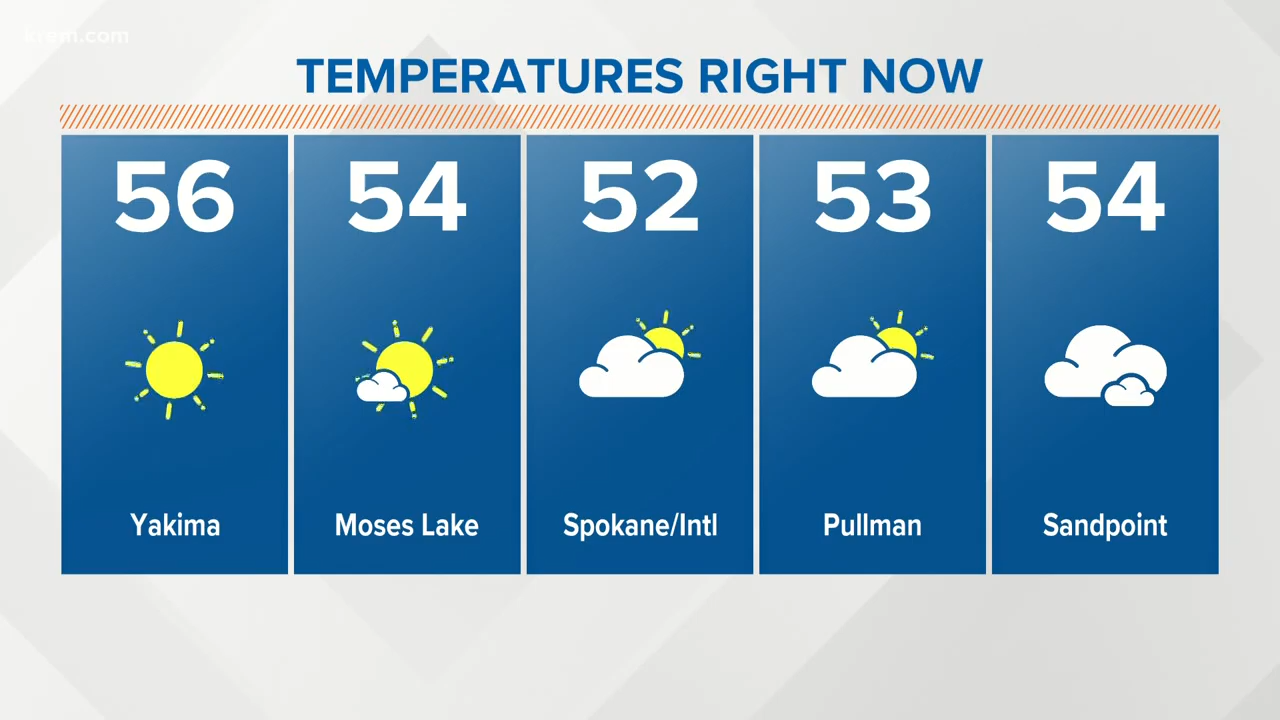 krem.com
TEMPERATURES RIGHT NOW
56 54 52 53 54
Yakima Moses Lake Spokane/Intl Pullman Sandpoint